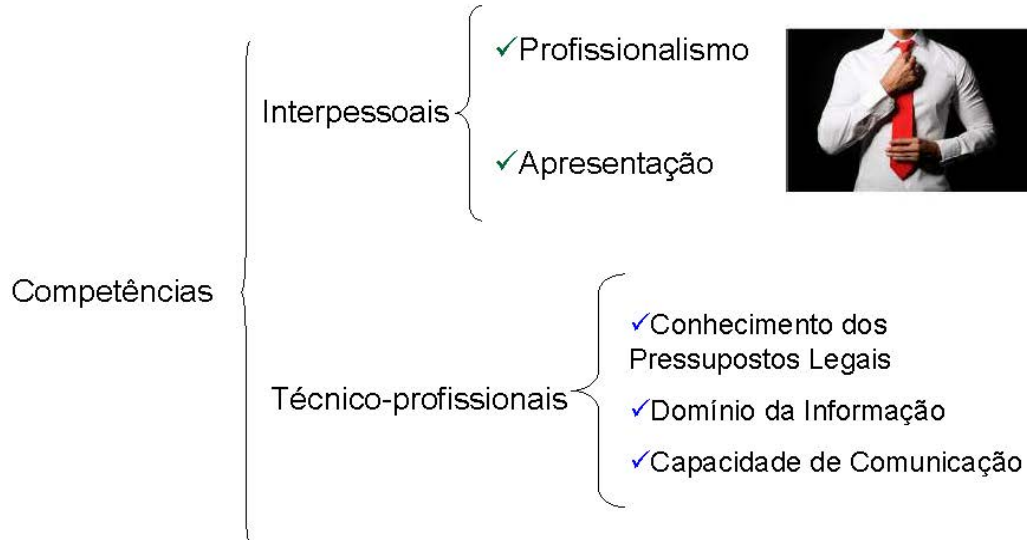 Competências
Interpessoais
✓Profissionalismo
✓Apresentação
Técnico-profissionais
✓Conhecimento dos
Pressupostos Legais
✓Domínio da Informação
✓Capacidade de Comunicação